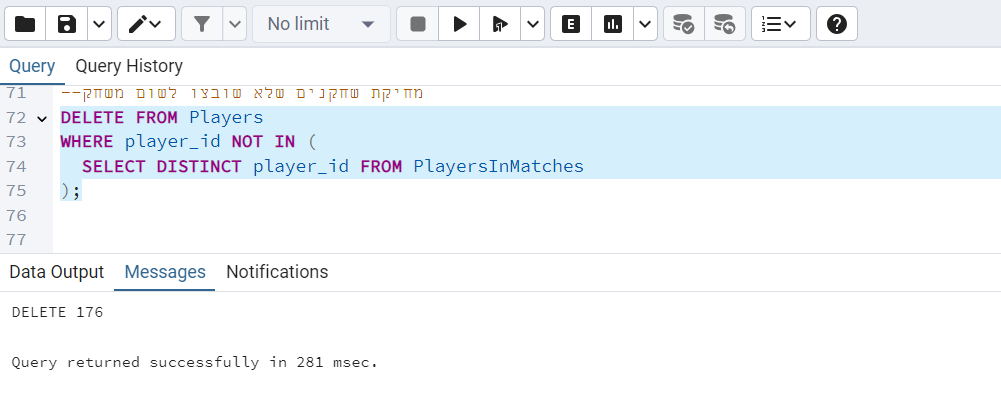 No limit
Query Query History
71 --מחיקת שחקנים שלא שובצו לשום משחק
72 DELETE FROM Players
73 WHERE player_id NOT IN (
74 SELECT DISTINCT player_id FROM PlayersInMatches
75 );
76
77
Data Output Messages Notifications
DELETE 176
Query returned successfully in 281 msec.